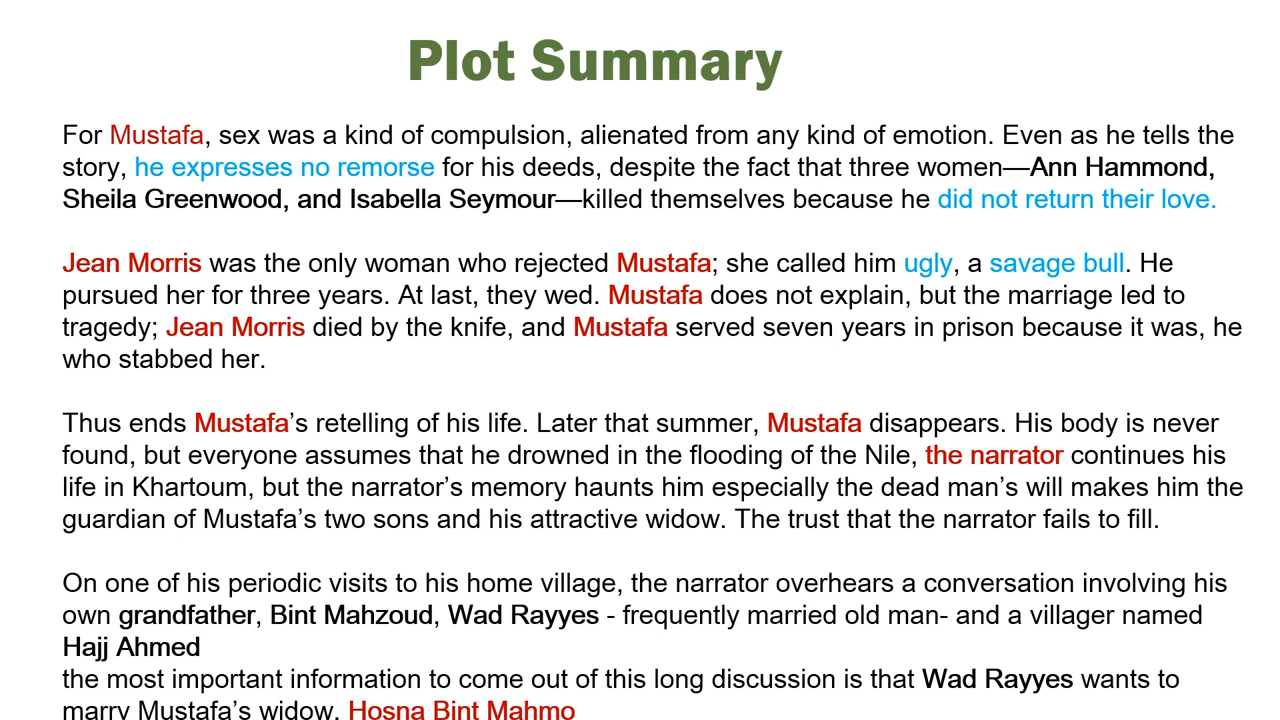 Plot Summary
For Mustafa, sex was a kind of compulsion, alienated from any kind of emotion. Even as he tells the
story, he expresses no remorse for his deeds, despite the fact that three women—Ann Hammond,
Sheila Greenwood, and Isabella Seymour—killed themselves because he did not return their love.
Jean Morris was the only woman who rejected Mustafa; she called him ugly, a savage bull. He
pursued her for three years. At last, they wed. Mustafa does not explain, but the marriage led to
tragedy; Jean Morris died by the knife, and Mustafa served seven years in prison because it was, he
who stabbed her.
Thus ends Mustafa’s retelling of his life. Later that summer, Mustafa disappears. His body is never
found, but everyone assumes that he drowned in the flooding of the Nile, the narrator continues his
life in Khartoum, but the narrator’s memory haunts him especially the dead man’s will makes him the
guardian of Mustafa’s two sons and his attractive widow. The trust that the narrator fails to fill.
On one of his periodic visits to his home village, the narrator overhears a conversation involving his
own grandfather, Bint Mahzoud, Wad Rayyes - frequently married old man- and a villager named
Hajj Ahmed
the most important information to come out of this long discussion is that Wad Rayyes wants to
marry Mustafa’s widow, Hosna Bint Mahmo